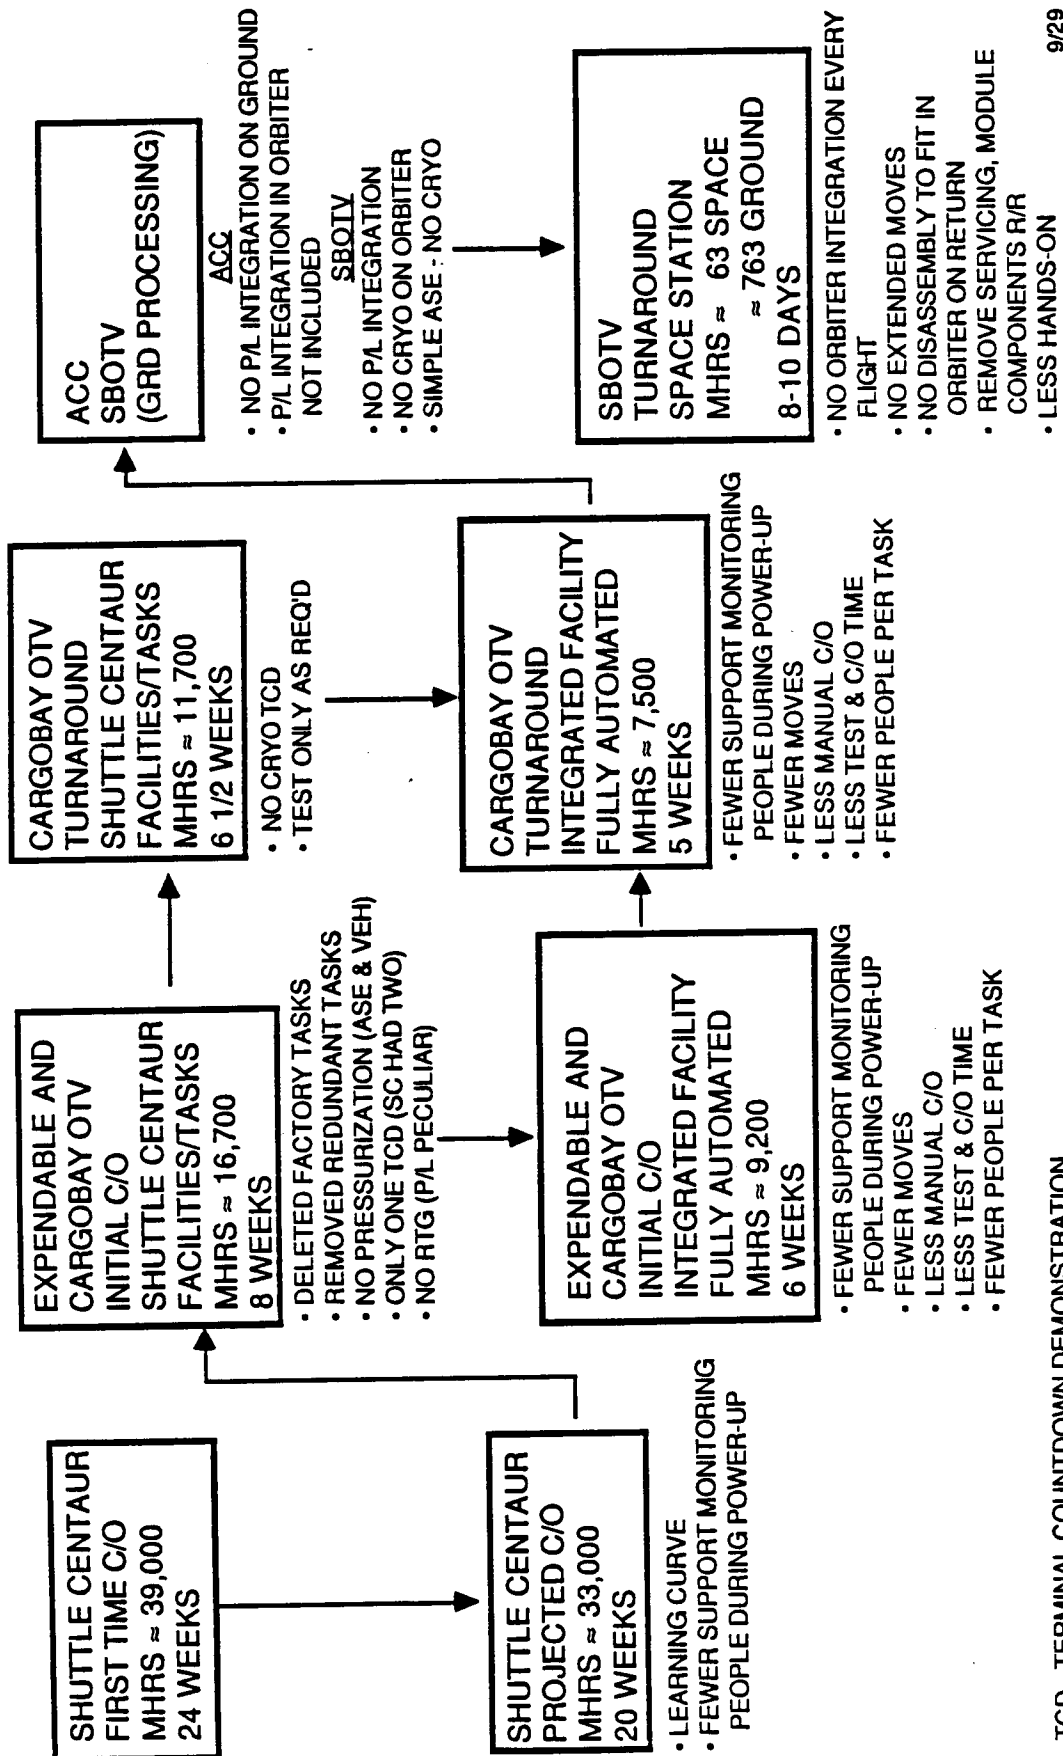 SHUTTLE CENTAUR
FIRST TIME C/O
MHRS ≈ 39,000
24 WEEKS
SHUTTLE CENTAUR
PROJECTED C/O
MHRS ≈ 33,000
20 WEEKS
• LEARNING CURVE
• FEWER SUPPORT MONITORING
PEOPLE DURING POWER-UP
EXPENDABLE AND
CARGOBAY OTV
INITIAL C/O
SHUTTLE CENTAUR
FACILITIES/TASKS
MHRS ≈ 16,700
8 WEEKS
• DELETED FACTORY TASKS
• REMOVED REDUNDANT TASKS
• NO PRESSURIZATION (ASE & VEH)
• ONLY ONE TCD (SC HAD TWO)
• NO RTG (P/L PECULIAR)
EXPENDABLE AND
CARGOBAY OTV
INITIAL C/O
INTEGRATED FACILITY
FULLY AUTOMATED
MHRS ≈ 9,200
6 WEEKS
• FEWER SUPPORT MONITORING
PEOPLE DURING POWER-UP
• FEWER MOVES
• LESS MANUAL C/O
• LESS TEST & C/O TIME
• FEWER PEOPLE PER TASK
CARGOBAY OTV
TURNAROUND
SHUTTLE CENTAUR
FACILITIES/TASKS
MHRS ≈ 11,700
6 1/2 WEEKS
• NO CRYO TCD
• TEST ONLY AS REQ'D
CARGOBAY OTV
TURNAROUND
INTEGRATED FACILITY
FULLY AUTOMATED
MHRS ≈ 7,500
5 WEEKS
• FEWER SUPPORT MONITORING
PEOPLE DURING POWER-UP
• FEWER MOVES
• LESS MANUAL C/O
• LESS TEST & C/O TIME
• FEWER PEOPLE PER TASK
ACC
SBOTV
(GRD PROCESSING)
ACC
• NO P/L INTEGRATION ON GROUND
• P/L INTEGRATION IN ORBITER
NOT INCLUDED
SBOTV
• NO P/L INTEGRATION
• NO CRYO ON ORBITER
• SIMPLE ASE - NO CRYO
SBOTV
TURNAROUND
SPACE STATION
MHRS ≈ 63 SPACE
≈ 763 GROUND
8-10 DAYS
• NO ORBITER INTEGRATION EVERY
FLIGHT
• NO EXTENDED MOVES
• NO DISASSEMBLY TO FIT IN
ORBITER ON RETURN
• REMOVE SERVICING, MODULE
COMPONENTS R/R
• LESS HANDS-ON
TCD - TERMINAL COUNTDOWN DEMONSTRATION
9/29